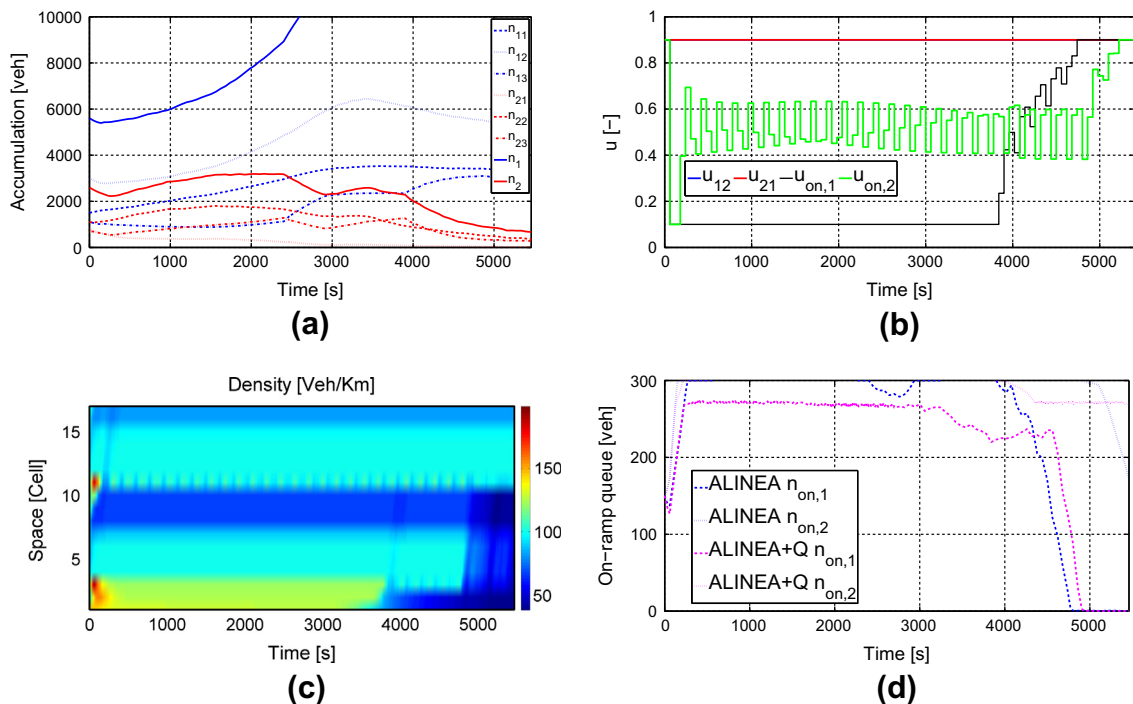 10000
8000
6000
4000
2000
0
Accumulation [veh]
n11
n12
n13
n21
n22
n23
n1
n2
0 1000 2000 3000 4000 5000
Time [s]
(a)
1
0.8
0.6
0.4
0.2
0
u [−]
u12 u21 uon,1 uon,2
0 1000 2000 3000 4000 5000
Time [s]
(b)
Density [Veh/Km]
15
10
5
Space [Cell]
150
100
50
0 1000 2000 3000 4000 5000
Time [s]
(c)
300
200
100
0
On−ramp queue [veh]
ALINEA non,1
ALINEA non,2
ALINEA+Q non,1
ALINEA+Q non,2
0 1000 2000 3000 4000 5000
Time [s]
(d)